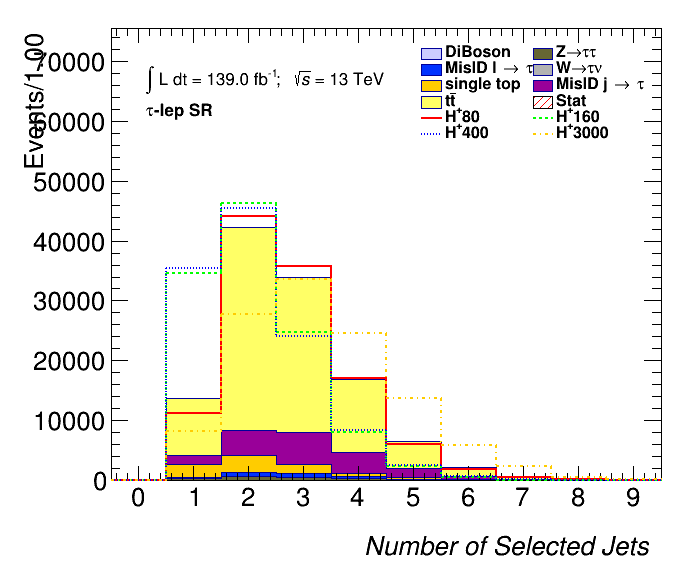 Events/1.00
70000
60000
50000
40000
30000
20000
10000
0
∫ L dt = 139.0 fb⁻¹; √s = 13 TeV
τ-lep SR
DiBoson Z→ττ
MisID l → τ W→τν
single top MisID j → τ
tt̄ Stat
H⁺80 H⁺160
H⁺400 H⁺3000
0 1 2 3 4 5 6 7 8 9
Number of Selected Jets